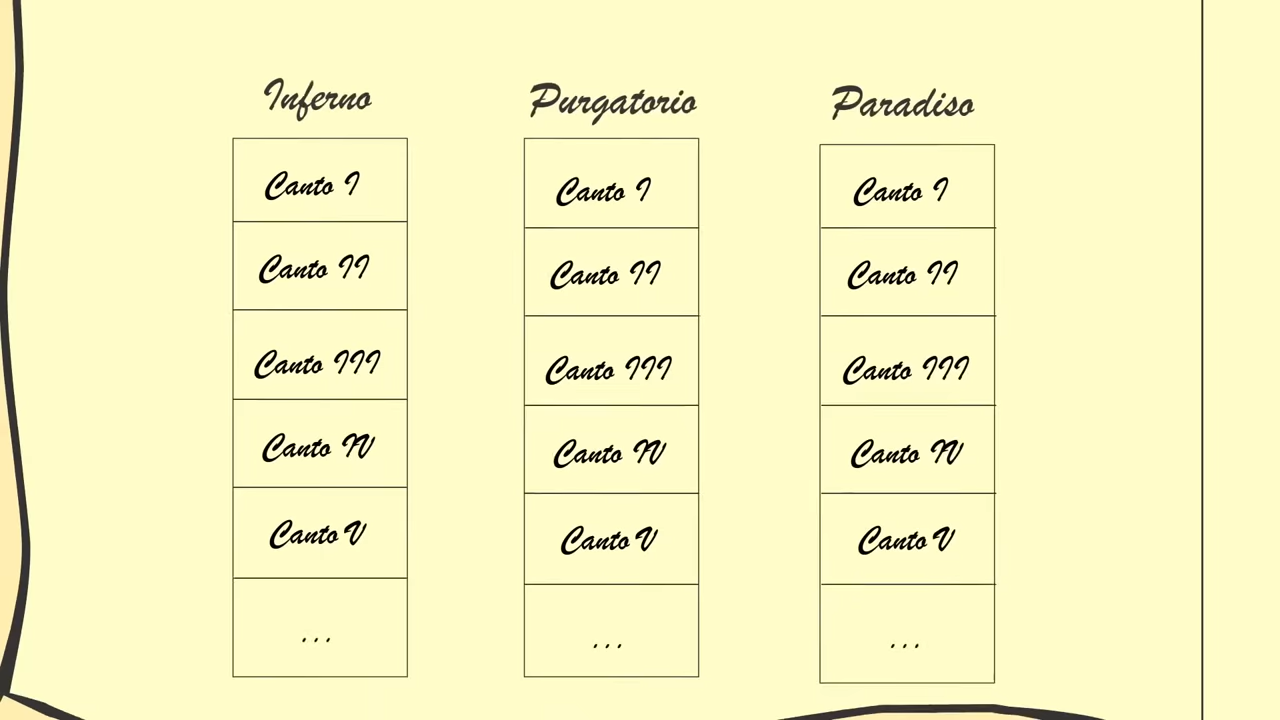 Inferno
Canto I
Canto II
Canto III
Canto IV
Canto V
...
Purgatorio
Canto I
Canto II
Canto III
Canto IV
Canto V
...
Paradiso
Canto I
Canto II
Canto III
Canto IV
Canto V
...